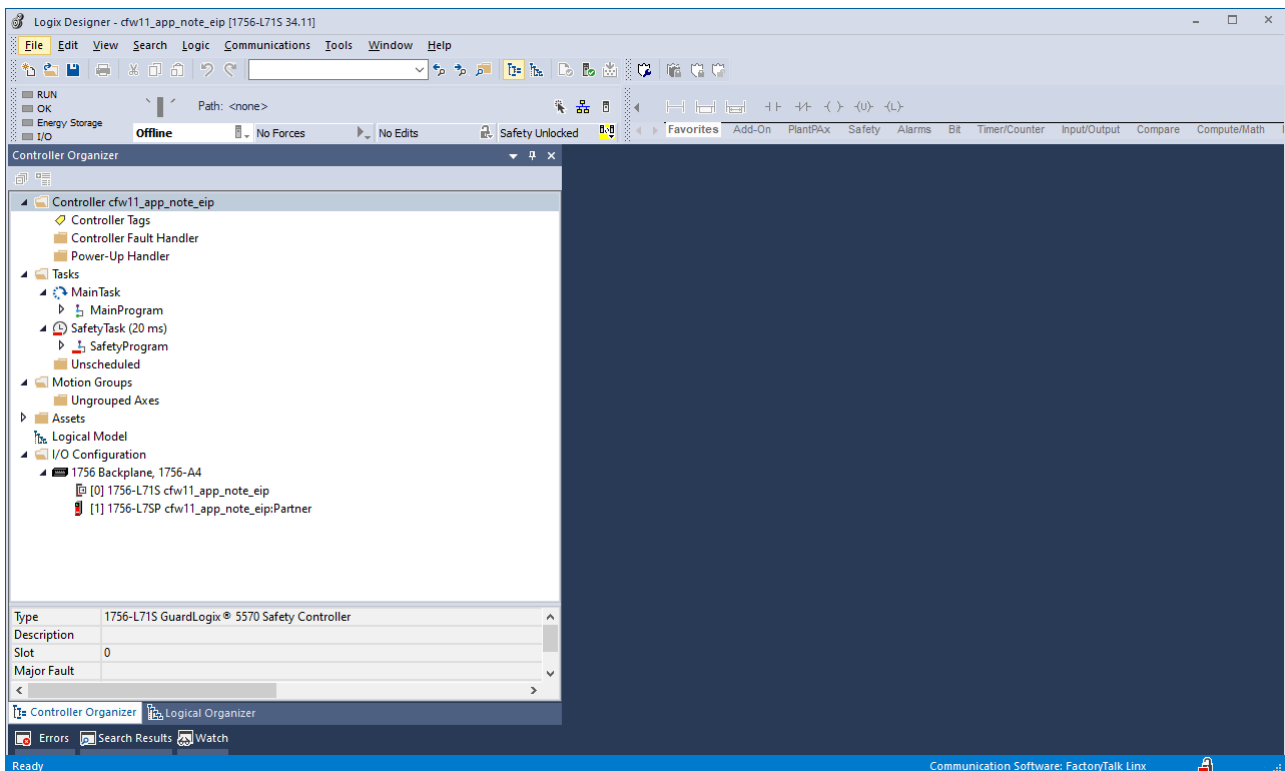 Logix Designer - cfw11_app_note_eip [1756-L71S 34.11]
File Edit View Search Logic Communications Tools Window Help
RUN
OK
Energy Storage
I/O
Path: <none>
Offline No Forces No Edits Safety Unlocked
Favorites Add-On PlantPAx Safety Alarms Bit Timer/Counter Input/Output Compare Compute/Math
Controller Organizer
Controller cfw11_app_note_eip
Controller Tags
Controller Fault Handler
Power-Up Handler
Tasks
MainTask
MainProgram
SafetyTask (20 ms)
SafetyProgram
Unscheduled
Motion Groups
Ungrouped Axes
Assets
Logical Model
I/O Configuration
1756 Backplane, 1756-A4
[0] 1756-L71S cfw11_app_note_eip
[1] 1756-L7SP cfw11_app_note_eip:Partner
Type 1756-L71S GuardLogix® 5570 Safety Controller
Description
Slot 0
Major Fault
Controller Organizer Logical Organizer
Errors Search Results Watch
Ready Communication Software: FactoryTalk Linx